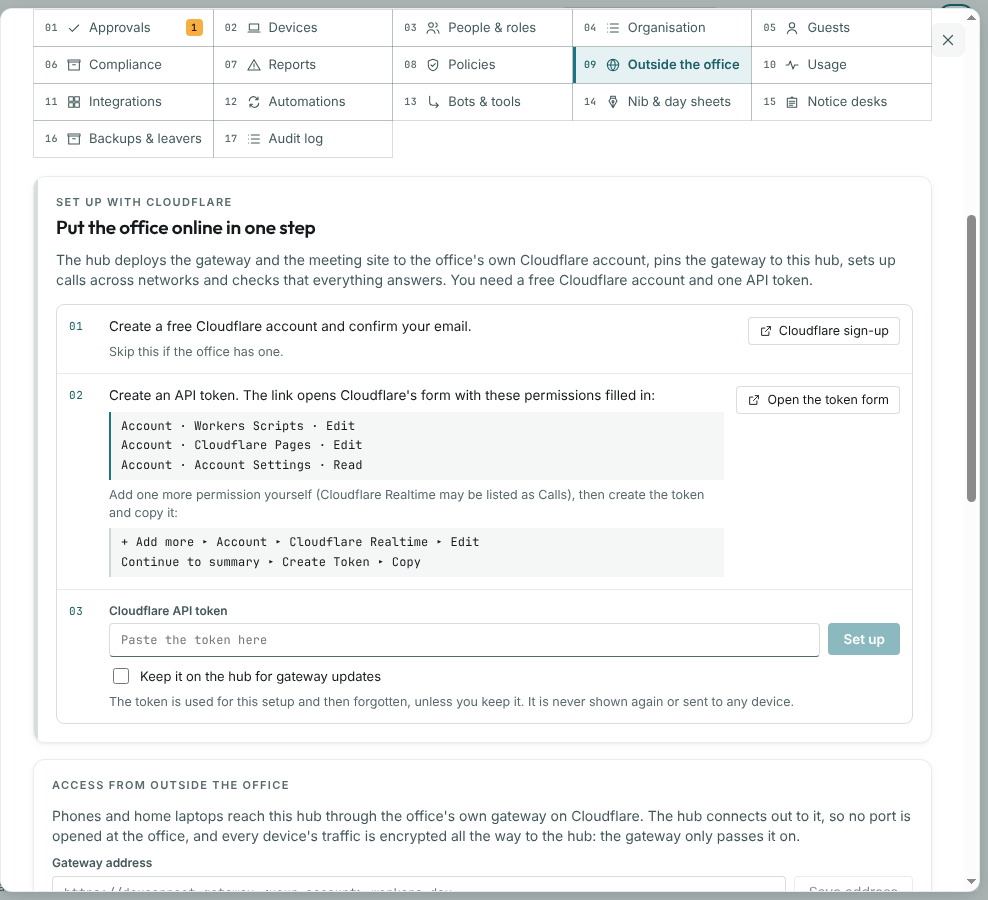 01 Approvals 1
02 Devices
03 People & roles
04 Organisation
05 Guests
06 Compliance
07 Reports
08 Policies
09 Outside the office
10 Usage
11 Integrations
12 Automations
13 Bots & tools
14 Nib & day sheets
15 Notice desks
16 Backups & leavers
17 Audit log
SET UP WITH CLOUDFLARE
Put the office online in one step
The hub deploys the gateway and the meeting site to the office's own Cloudflare account, pins the gateway to this hub, sets up
calls across networks and checks that everything answers. You need a free Cloudflare account and one API token.
01 Create a free Cloudflare account and confirm your email.
Cloudflare sign-up
Skip this if the office has one.
02 Create an API token. The link opens Cloudflare's form with these permissions filled in:
Open the token form
Account · Workers Scripts · Edit
Account · Cloudflare Pages · Edit
Account · Account Settings · Read
Add one more permission yourself (Cloudflare Realtime may be listed as Calls), then create the token
and copy it:
+ Add more ‣ Account ‣ Cloudflare Realtime ‣ Edit
Continue to summary ‣ Create Token ‣ Copy
03 Cloudflare API token
Paste the token here
Set up
Keep it on the hub for gateway updates
The token is used for this setup and then forgotten, unless you keep it. It is never shown again or sent to any device.
ACCESS FROM OUTSIDE THE OFFICE
Phones and home laptops reach this hub through the office's own gateway on Cloudflare. The hub connects out to it, so no port is
opened at the office, and every device's traffic is encrypted all the way to the hub: the gateway only passes it on.
Gateway address
Save address